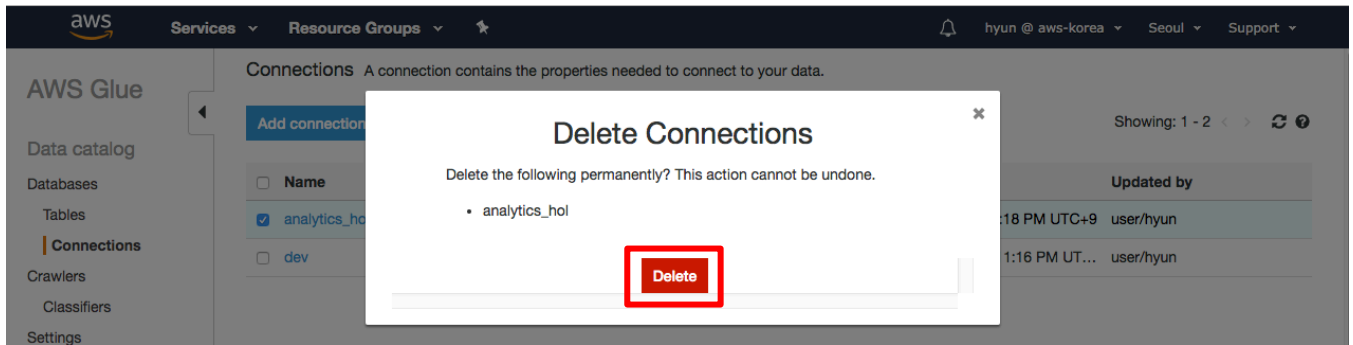 aws Services Resource Groups hyun @ aws-korea Seoul Support
AWS Glue
Connections A connection contains the properties needed to connect to your data.
Add connection
Showing: 1 - 2
Delete Connections
Delete the following permanently? This action cannot be undone.
• analytics_hol
Delete
Data catalog
Databases
Tables
Connections
Crawlers
Classifiers
Settings
Name Updated by
analytics_ho :18 PM UTC+9 user/hyun
dev 1:16 PM UT... user/hyun